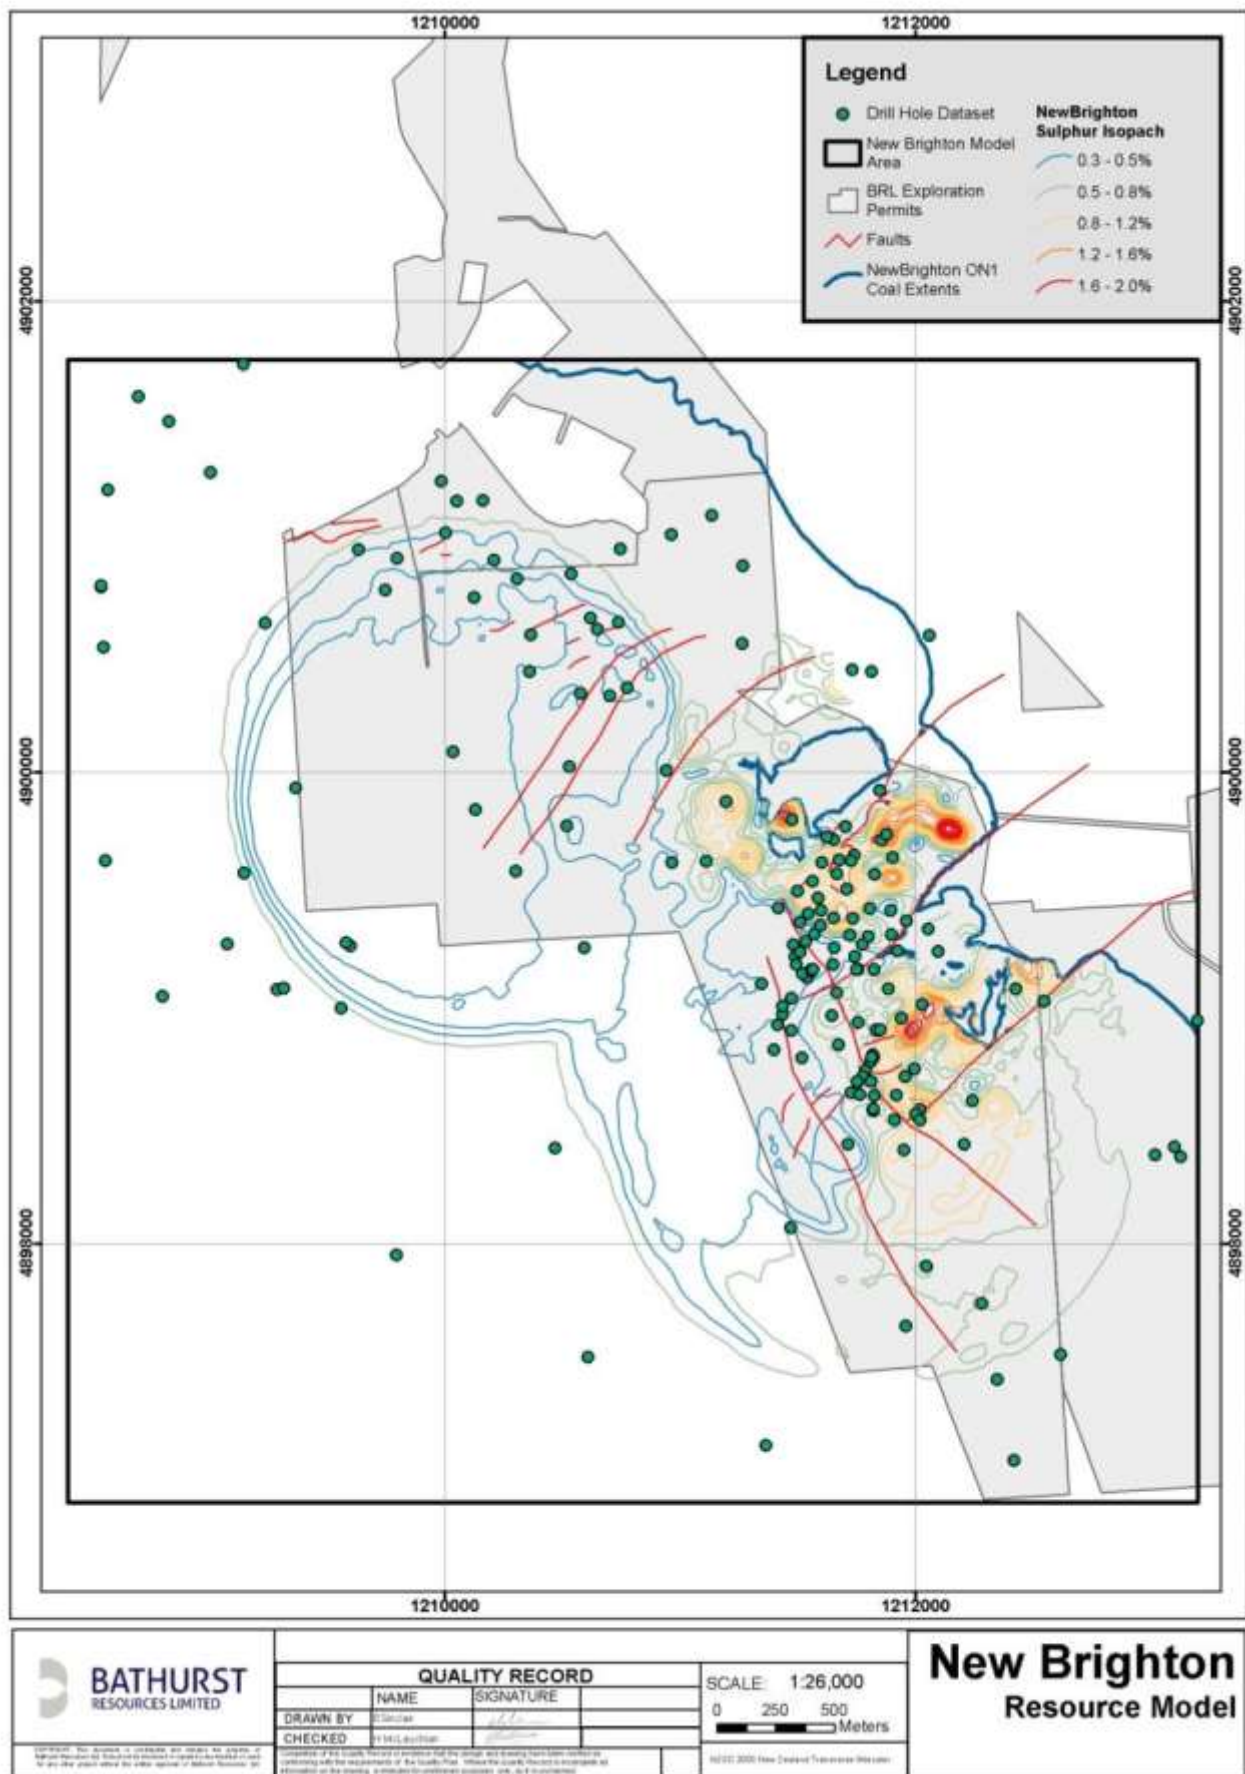 1210000
1212000
Legend
Drill Hole Dataset
New Brighton Model
Area
BRL Exploration
Permits
Faults
NewBrighton ON1
Coal Extents
NewBrighton
Sulphur Isopach
0.3 - 0.5%
0.5 - 0.8%
0.8 - 1.2%
1.2 - 1.6%
1.6 - 2.0%
4902000
4902000
4900000
4900000
4898000
4898000
1210000
1212000
BATHURST
RESOURCES LIMITED
QUALITY RECORD
NAME
SIGNATURE
DRAWN BY
CHECKED
SCALE: 1:26,000
0 250 500
Meters
New Brighton
Resource Model